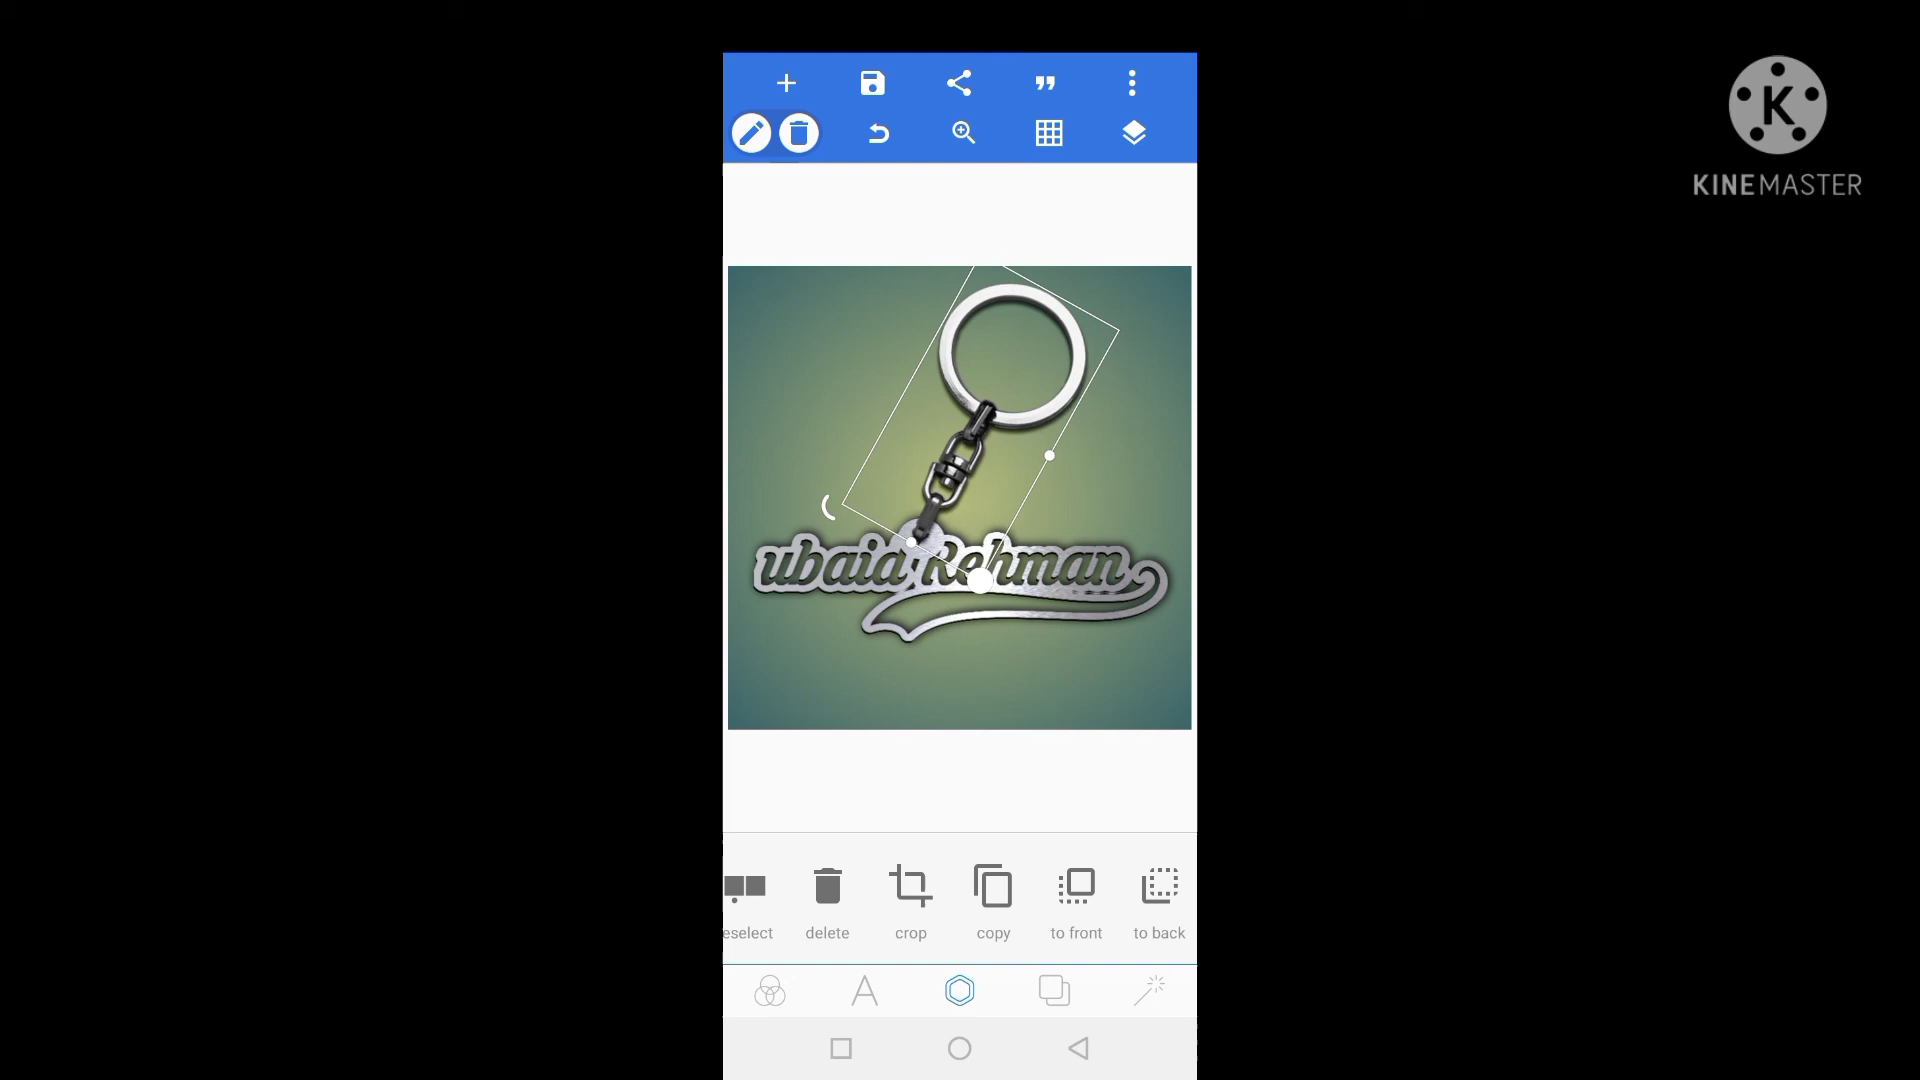 KINEMASTER
ubaid Rehman
eselect
delete
crop
copy
to front
to back